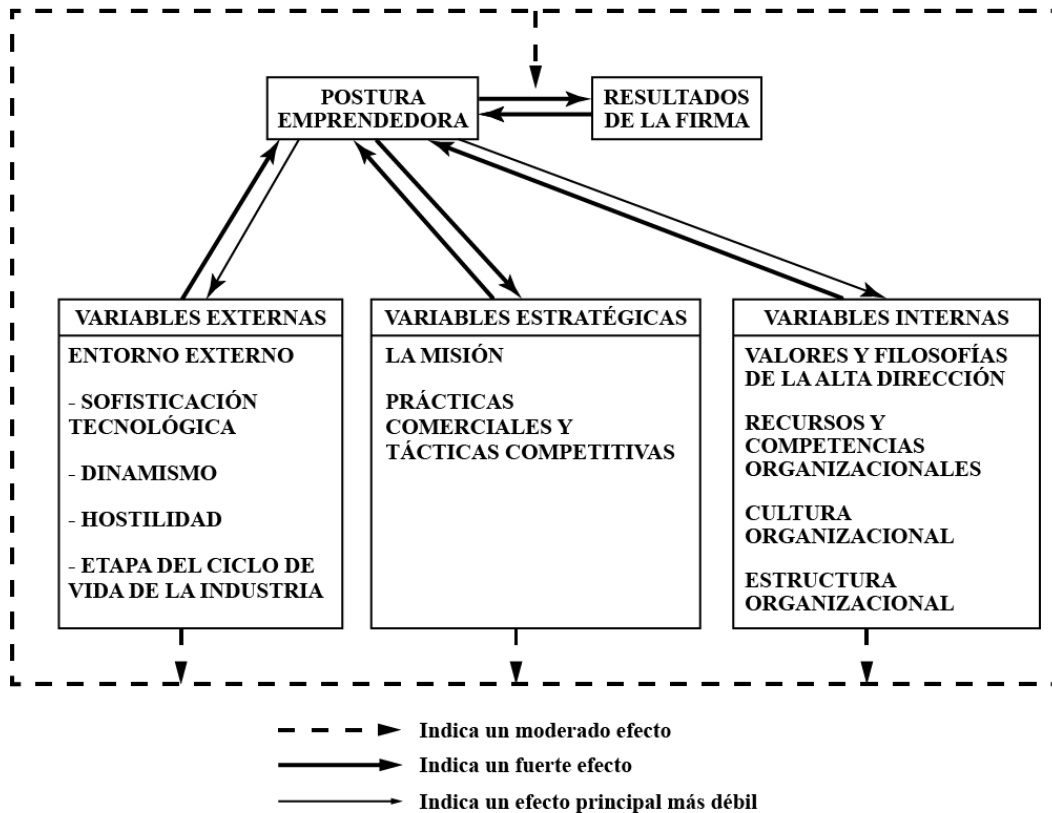 POSTURA
EMPRENDEDORA
RESULTADOS
DE LA FIRMA
VARIABLES EXTERNAS
ENTORNO EXTERNO
- SOFISTICACIÓN
TECNOLÓGICA
- DINAMISMO
- HOSTILIDAD
- ETAPA DEL CICLO DE
VIDA DE LA INDUSTRIA
VARIABLES ESTRATÉGICAS
LA MISIÓN
PRÁCTICAS
COMERCIALES Y
TÁCTICAS COMPETITIVAS
VARIABLES INTERNAS
VALORES Y FILOSOFÍAS
DE LA ALTA DIRECCIÓN
RECURSOS Y
COMPETENCIAS
ORGANIZACIONALES
CULTURA
ORGANIZACIONAL
ESTRUCTURA
ORGANIZACIONAL
Indica un moderado efecto
Indica un fuerte efecto
Indica un efecto principal más débil